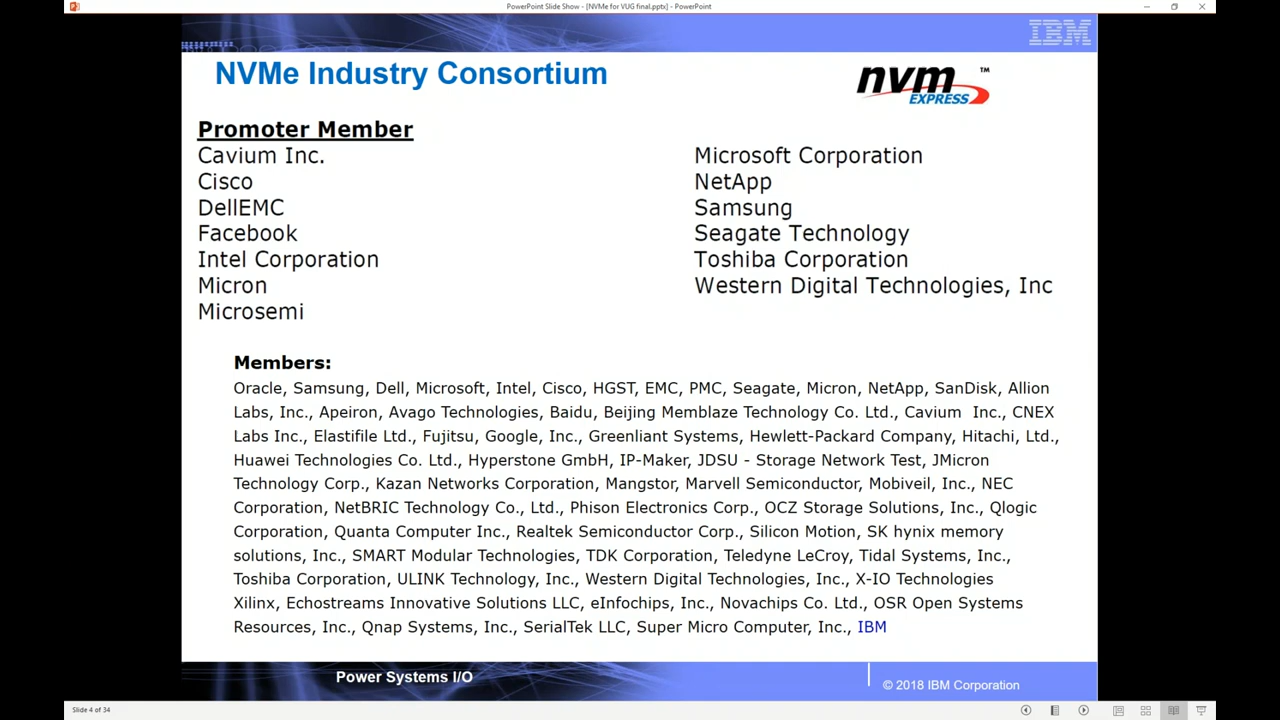 PowerPoint Slide Show - [NVMe for VUG final.pptx] - PowerPoint
IBM
NVMe Industry Consortium
nvm™
EXPRESS
Promoter Member
Cavium Inc.
Cisco
DellEMC
Facebook
Intel Corporation
Micron
Microsemi
Microsoft Corporation
NetApp
Samsung
Seagate Technology
Toshiba Corporation
Western Digital Technologies, Inc
Members:
Oracle, Samsung, Dell, Microsoft, Intel, Cisco, HGST, EMC, PMC, Seagate, Micron, NetApp, SanDisk, Allion
Labs, Inc., Apeiron, Avago Technologies, Baidu, Beijing Memblaze Technology Co. Ltd., Cavium  Inc., CNEX
Labs Inc., Elastifile Ltd., Fujitsu, Google, Inc., Greenliant Systems, Hewlett-Packard Company, Hitachi, Ltd.,
Huawei Technologies Co. Ltd., Hyperstone GmbH, IP-Maker, JDSU - Storage Network Test, JMicron
Technology Corp., Kazan Networks Corporation, Mangstor, Marvell Semiconductor, Mobiveil, Inc., NEC
Corporation, NetBRIC Technology Co., Ltd., Phison Electronics Corp., OCZ Storage Solutions, Inc., Qlogic
Corporation, Quanta Computer Inc., Realtek Semiconductor Corp., Silicon Motion, SK hynix memory
solutions, Inc., SMART Modular Technologies, TDK Corporation, Teledyne LeCroy, Tidal Systems, Inc.,
Toshiba Corporation, ULINK Technology, Inc., Western Digital Technologies, Inc., X-IO Technologies
Xilinx, Echostreams Innovative Solutions LLC, eInfochips, Inc., Novachips Co. Ltd., OSR Open Systems
Resources, Inc., Qnap Systems, Inc., SerialTek LLC, Super Micro Computer, Inc., IBM
Power Systems I/O
© 2018 IBM Corporation
Slide 4 of 34